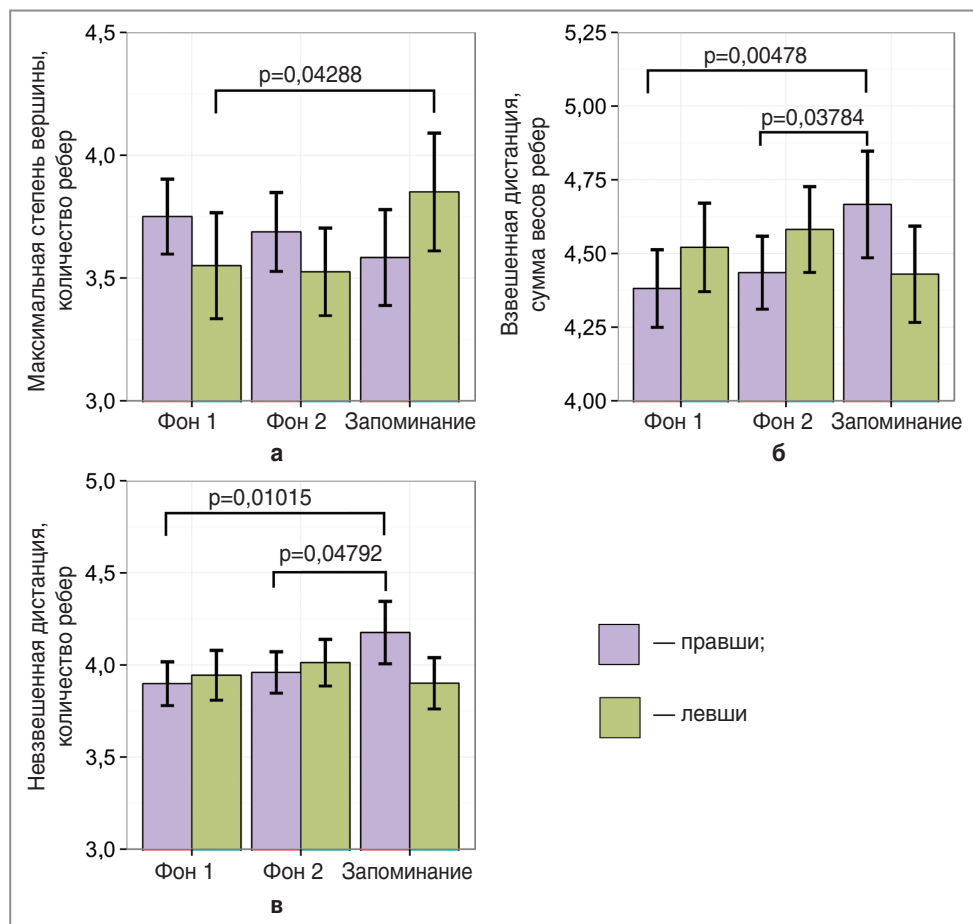 Максимальная степень вершины,
количество ребер
4,5
4,0
3,5
3,0
p=0,04288
Фон 1 Фон 2 Запоминание
а
Взвешенная дистанция,
сумма весов ребер
5,25
5,00
4,75
4,50
4,25
4,00
p=0,00478
p=0,03784
Фон 1 Фон 2 Запоминание
б
Невзвешенная дистанция,
количество ребер
5,0
4,5
4,0
3,5
3,0
p=0,01015
p=0,04792
Фон 1 Фон 2 Запоминание
в
— правши;
— левши